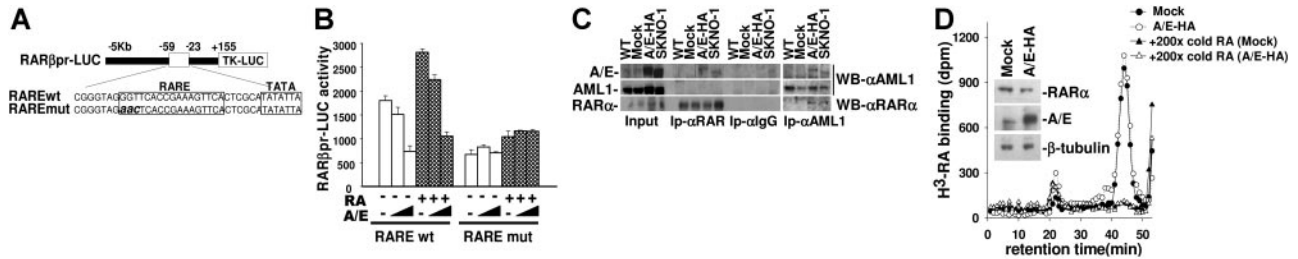 A
-5Kb -59 -23 +155
RARβpr-LUC TK-LUC
RARE TATA
RAREwt CGGGTAGGGTTCACCGAAAGTTCACTCGCATATATTA
RAREmut CGGGTAGaacTCACCGAAAGTTCACTCGCATATATTA
B
RARβpr-LUC activity
3000
2500
2000
1500
1000
500
0
RA - - - + + + - - - + + +
A/E - - - -
RARE wt RARE mut
C
WT Mock A/E-HA SKNO-1 WT Mock A/E-HA SKNO-1 WT Mock A/E-HA SKNO-1 WT Mock A/E-HA SKNO-1
A/E-
AML1-
WB-αAML1
RARα- WB-αRARα
Input Ip-αRAR Ip-αIgG Ip-αAML1
D
Mock
A/E-HA
+200x cold RA (Mock)
+200x cold RA (A/E-HA)
H³-RA binding (dpm)
1200
900
600
300
0
Mock A/E-HA
-RARα
-A/E
-β-tubulin
0 10 20 30 40 50
retention time(min)